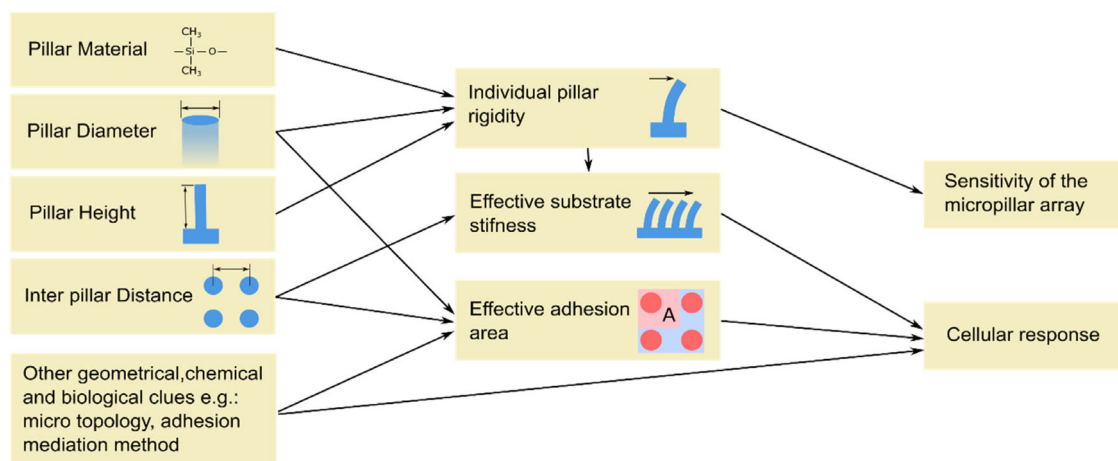 Pillar Material
CH₃
—Si—O—
CH₃
Pillar Diameter
Pillar Height
Inter pillar Distance
Other geometrical,chemical
and biological clues e.g.:
micro topology, adhesion
mediation method
Individual pillar
rigidity
Effective substrate
stifness
Effective adhesion
area
A
Sensitivity of the
micropillar array
Cellular response